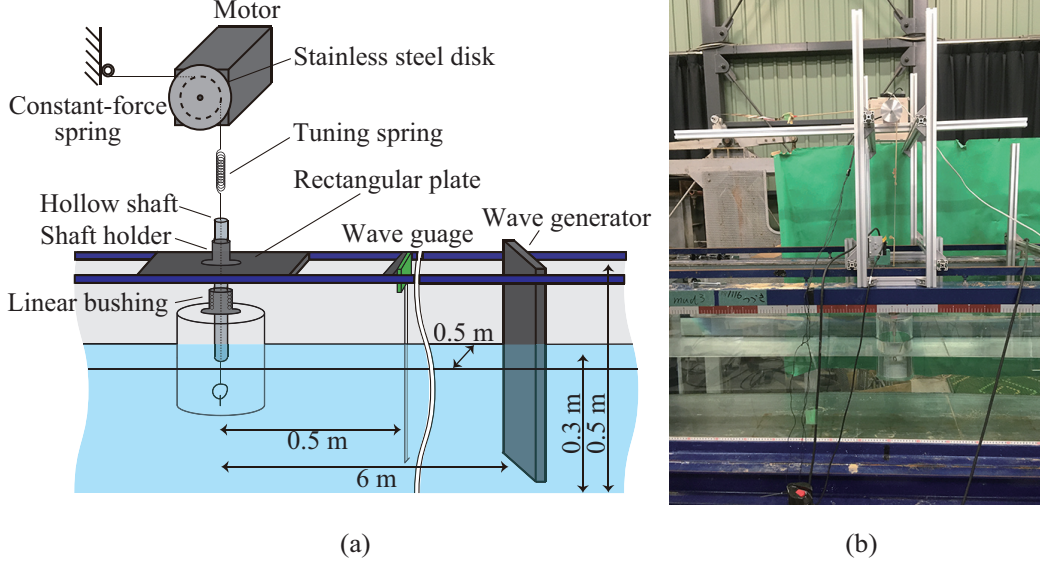 Motor
Stainless steel disk
Constant-force
spring
Tuning spring
Rectangular plate
Hollow shaft
Shaft holder
Wave guage
Wave generator
Linear bushing
0.5 m
0.5 m
0.3 m
0.5 m
6 m
mud3
(a)
(b)